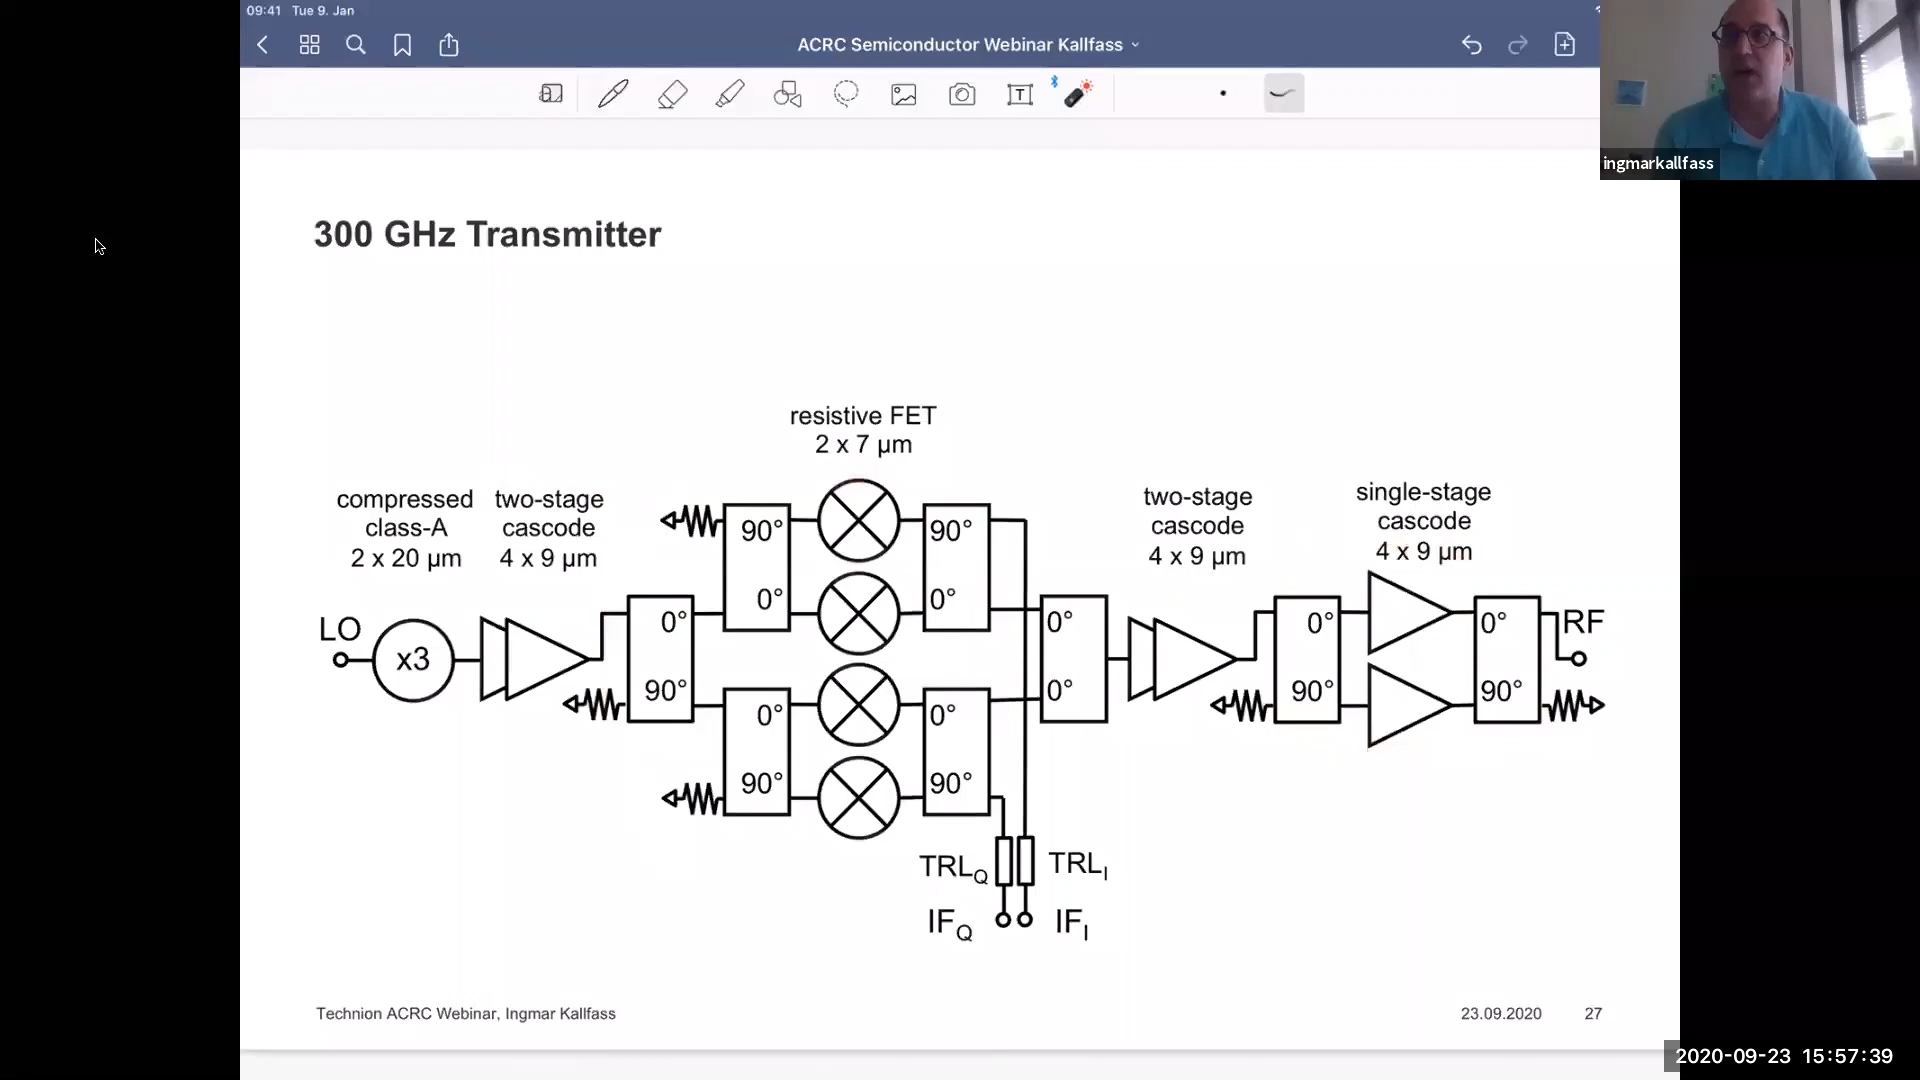 09:41 Tue 9. Jan
ACRC Semiconductor Webinar Kallfass
T
ingmarkallfass
300 GHz Transmitter
resistive FET
2 x 7 µm
compressed
class-A
2 x 20 µm
two-stage
cascode
4 x 9 µm
two-stage
cascode
4 x 9 µm
single-stage
cascode
4 x 9 µm
LO
x3
0°
90°
90°
0°
0°
90°
90°
0°
0°
90°
0°
0°
0°
90°
0°
90°
RF
TRLQ
TRLI
IFQ
IFI
Technion ACRC Webinar, Ingmar Kallfass
23.09.2020
27
2020-09-23 15:57:39